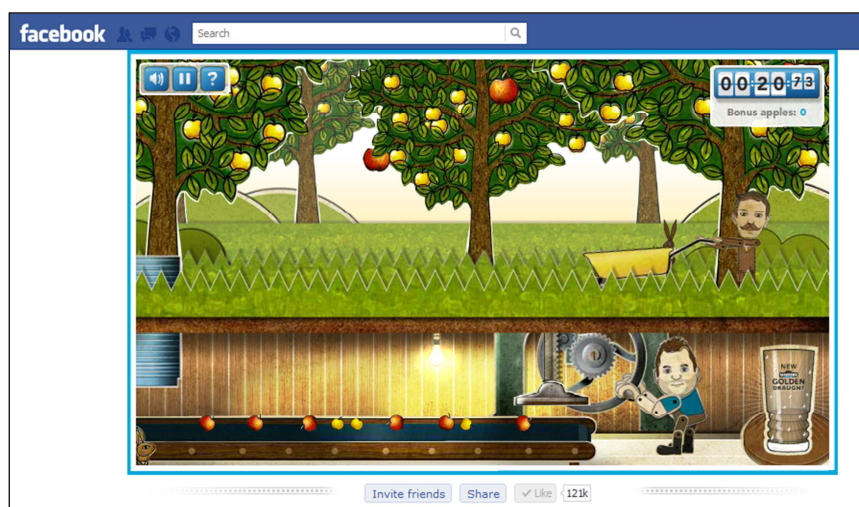 facebook
Search
?
00:20:73
Bonus apples: 0
NEW
GOLDEN
DRAUGHT
Invite friends
Share
Like
121k